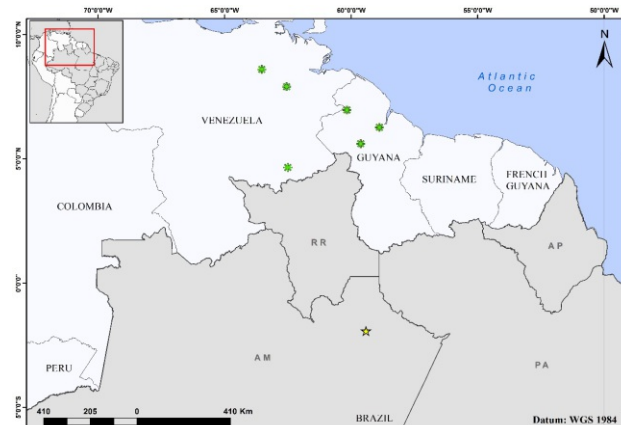 70°0'0"W
65°0'0"W
60°0'0"W
55°0'0"W
50°0'0"W
10°0'0"N
N
Atlantic
Ocean
VENEZUELA
5°0'0"N
GUYANA
SURINAME
FRENCH
GUYANA
COLOMBIA
RR
AP
0°0'0"
AM
PA
PERU
5°0'0"S
410 205 0 410 Km
BRAZIL
Datum: WGS 1984